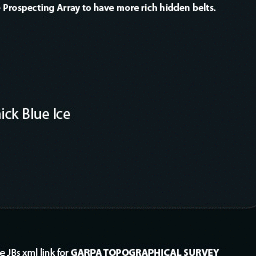 Prospecting Array to have more rich hidden belts.
ick Blue Ice
e JBs xml link for GARPA TOPOGRAPHICAL SURVEY